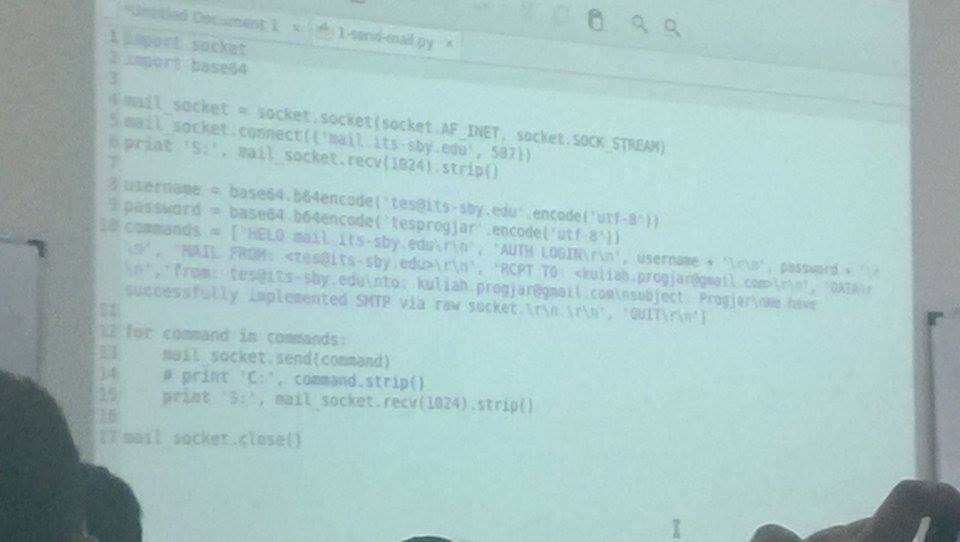 *Untitled Document 1 × 1-send-mail.py ×
1 import socket
2 import base64
3
4 mail_socket = socket.socket(socket.AF_INET, socket.SOCK_STREAM)
5 mail_socket.connect(('mail.its-sby.edu', 587))
6 print 'S:', mail_socket.recv(1024).strip()
7
8 username = base64.b64encode('tes@its-sby.edu'.encode('utf-8'))
9 password = base64.b64encode('tesprogjar'.encode('utf-8'))
10 commands = ['HELO mail.its-sby.edu\r\n', 'AUTH LOGIN\r\n', username + '\r\n', password + '\r
\n', 'MAIL FROM: <tes@its-sby.edu>\r\n', 'RCPT TO: <kuliah.progjar@gmail.com>\r\n', 'DATA\r
\n','from: tes@its-sby.edu\nto: kuliah.progjar@gmail.com\nsubject: Progjar\nWe have
successfully implemented SMTP via raw socket.\r\n.\r\n', 'QUIT\r\n']
11
12 for command in commands:
13 mail_socket.send(command)
14 # print 'C:', command.strip()
15 print 'S:', mail_socket.recv(1024).strip()
16
17 mail_socket.close()